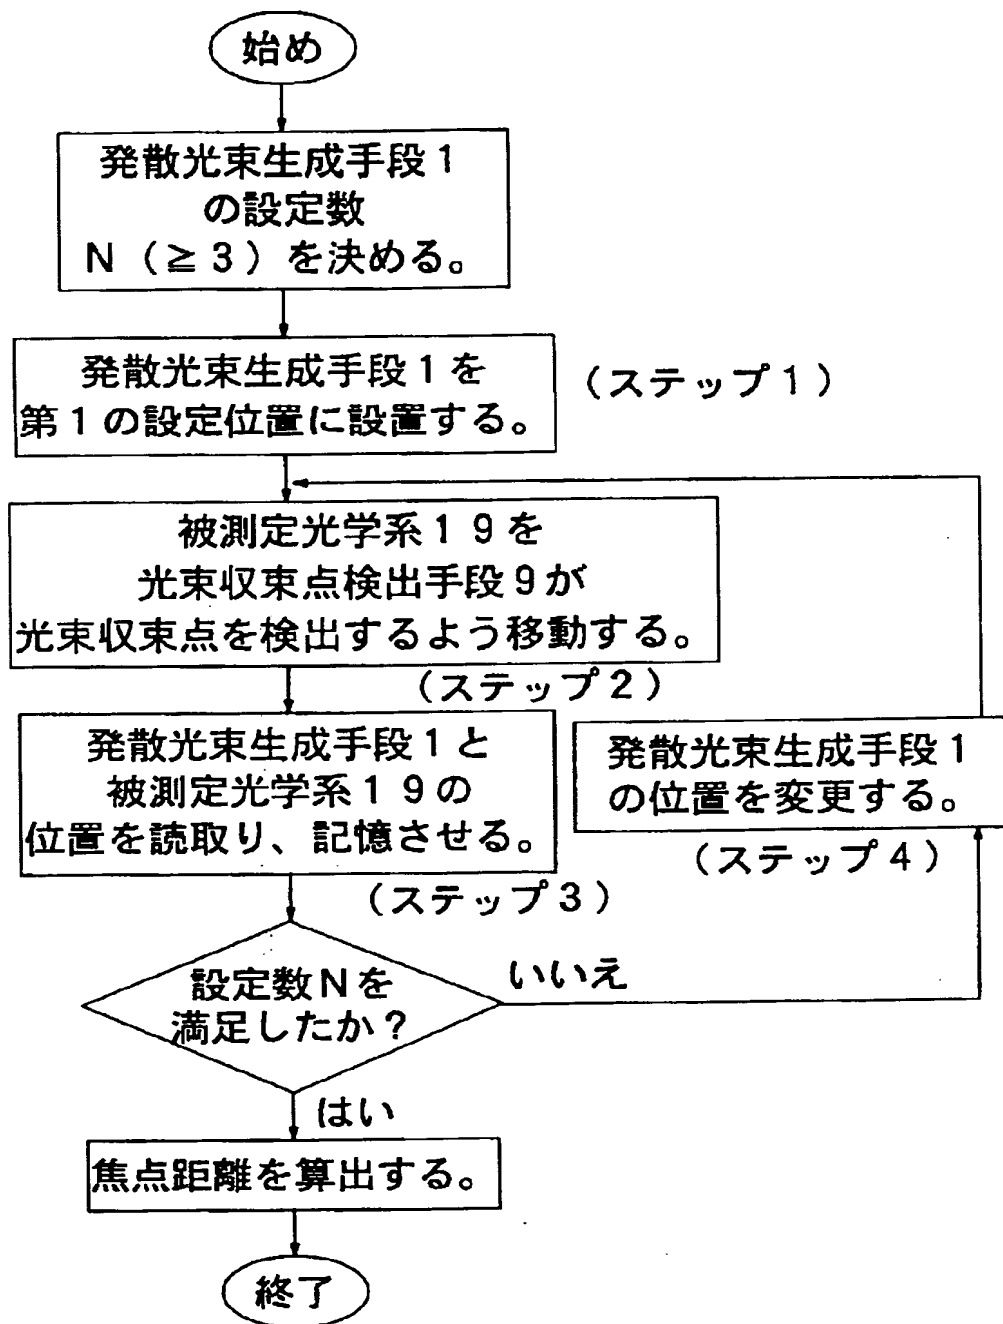 始め
発散光束生成手段1
の設定数
N（≧3）を決める。
発散光束生成手段1を
第1の設定位置に設置する。
（ステップ1）
被測定光学系19を
光束収束点検出手段9が
光束収束点を検出するよう移動する。
（ステップ2）
発散光束生成手段1と
被測定光学系19の
位置を読取り、記憶させる。
（ステップ3）
発散光束生成手段1
の位置を変更する。
（ステップ4）
設定数Nを
満足したか？
いいえ
はい
焦点距離を算出する。
終了